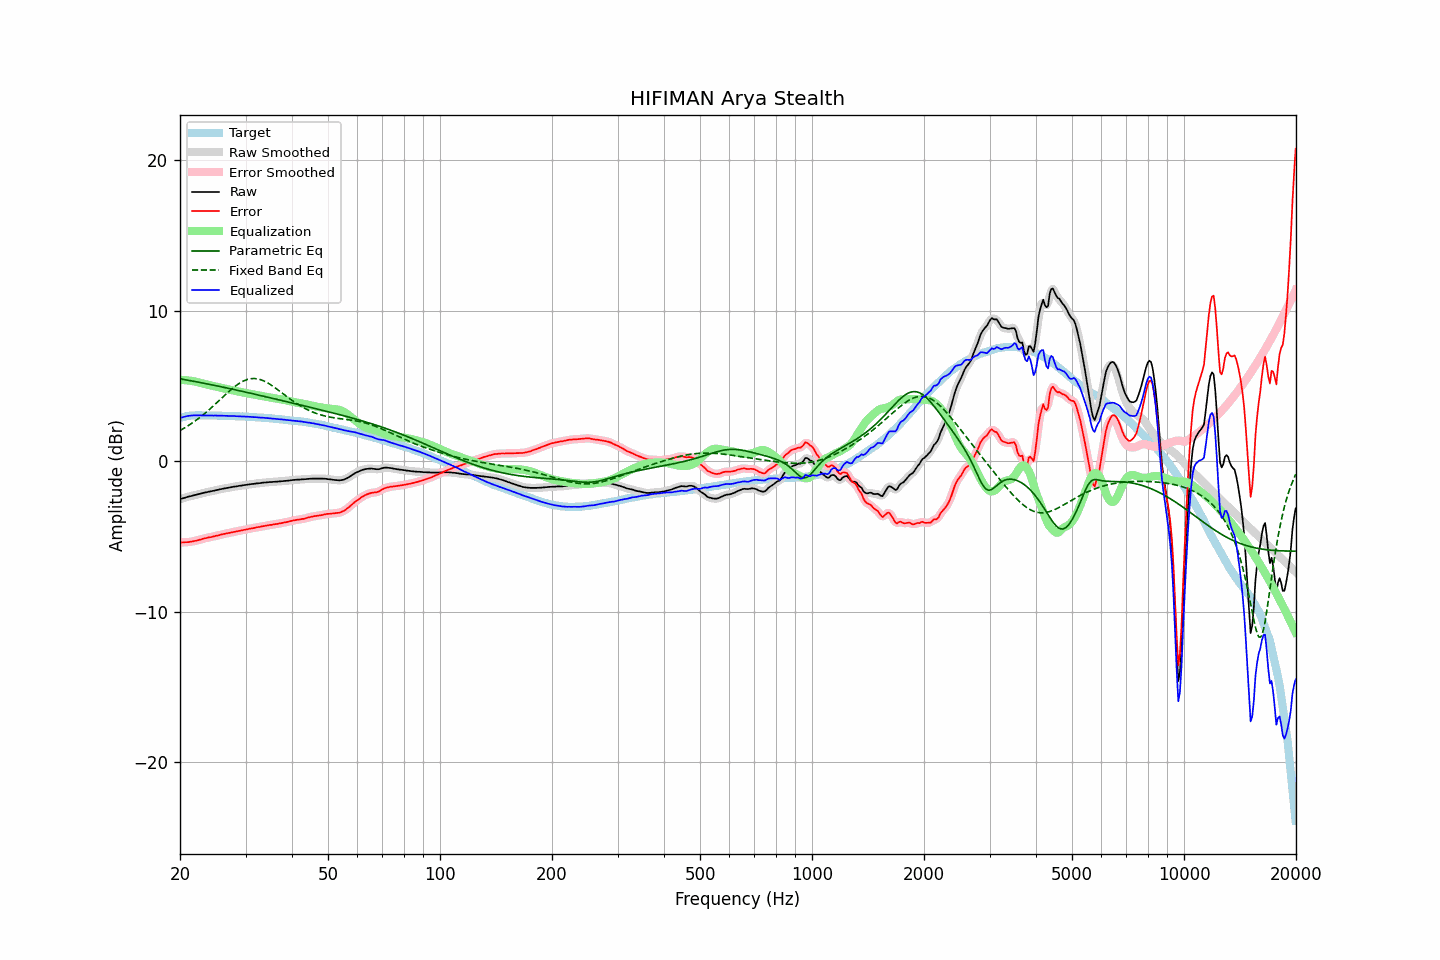 HIFIMAN Arya Stealth
Target
Raw Smoothed
Error Smoothed
Raw
Error
Equalization
Parametric Eq
Fixed Band Eq
Equalized
20
10
0
−10
−20
Amplitude (dBr)
20
50
100
200
500
1000
2000
5000
10000
20000
Frequency (Hz)